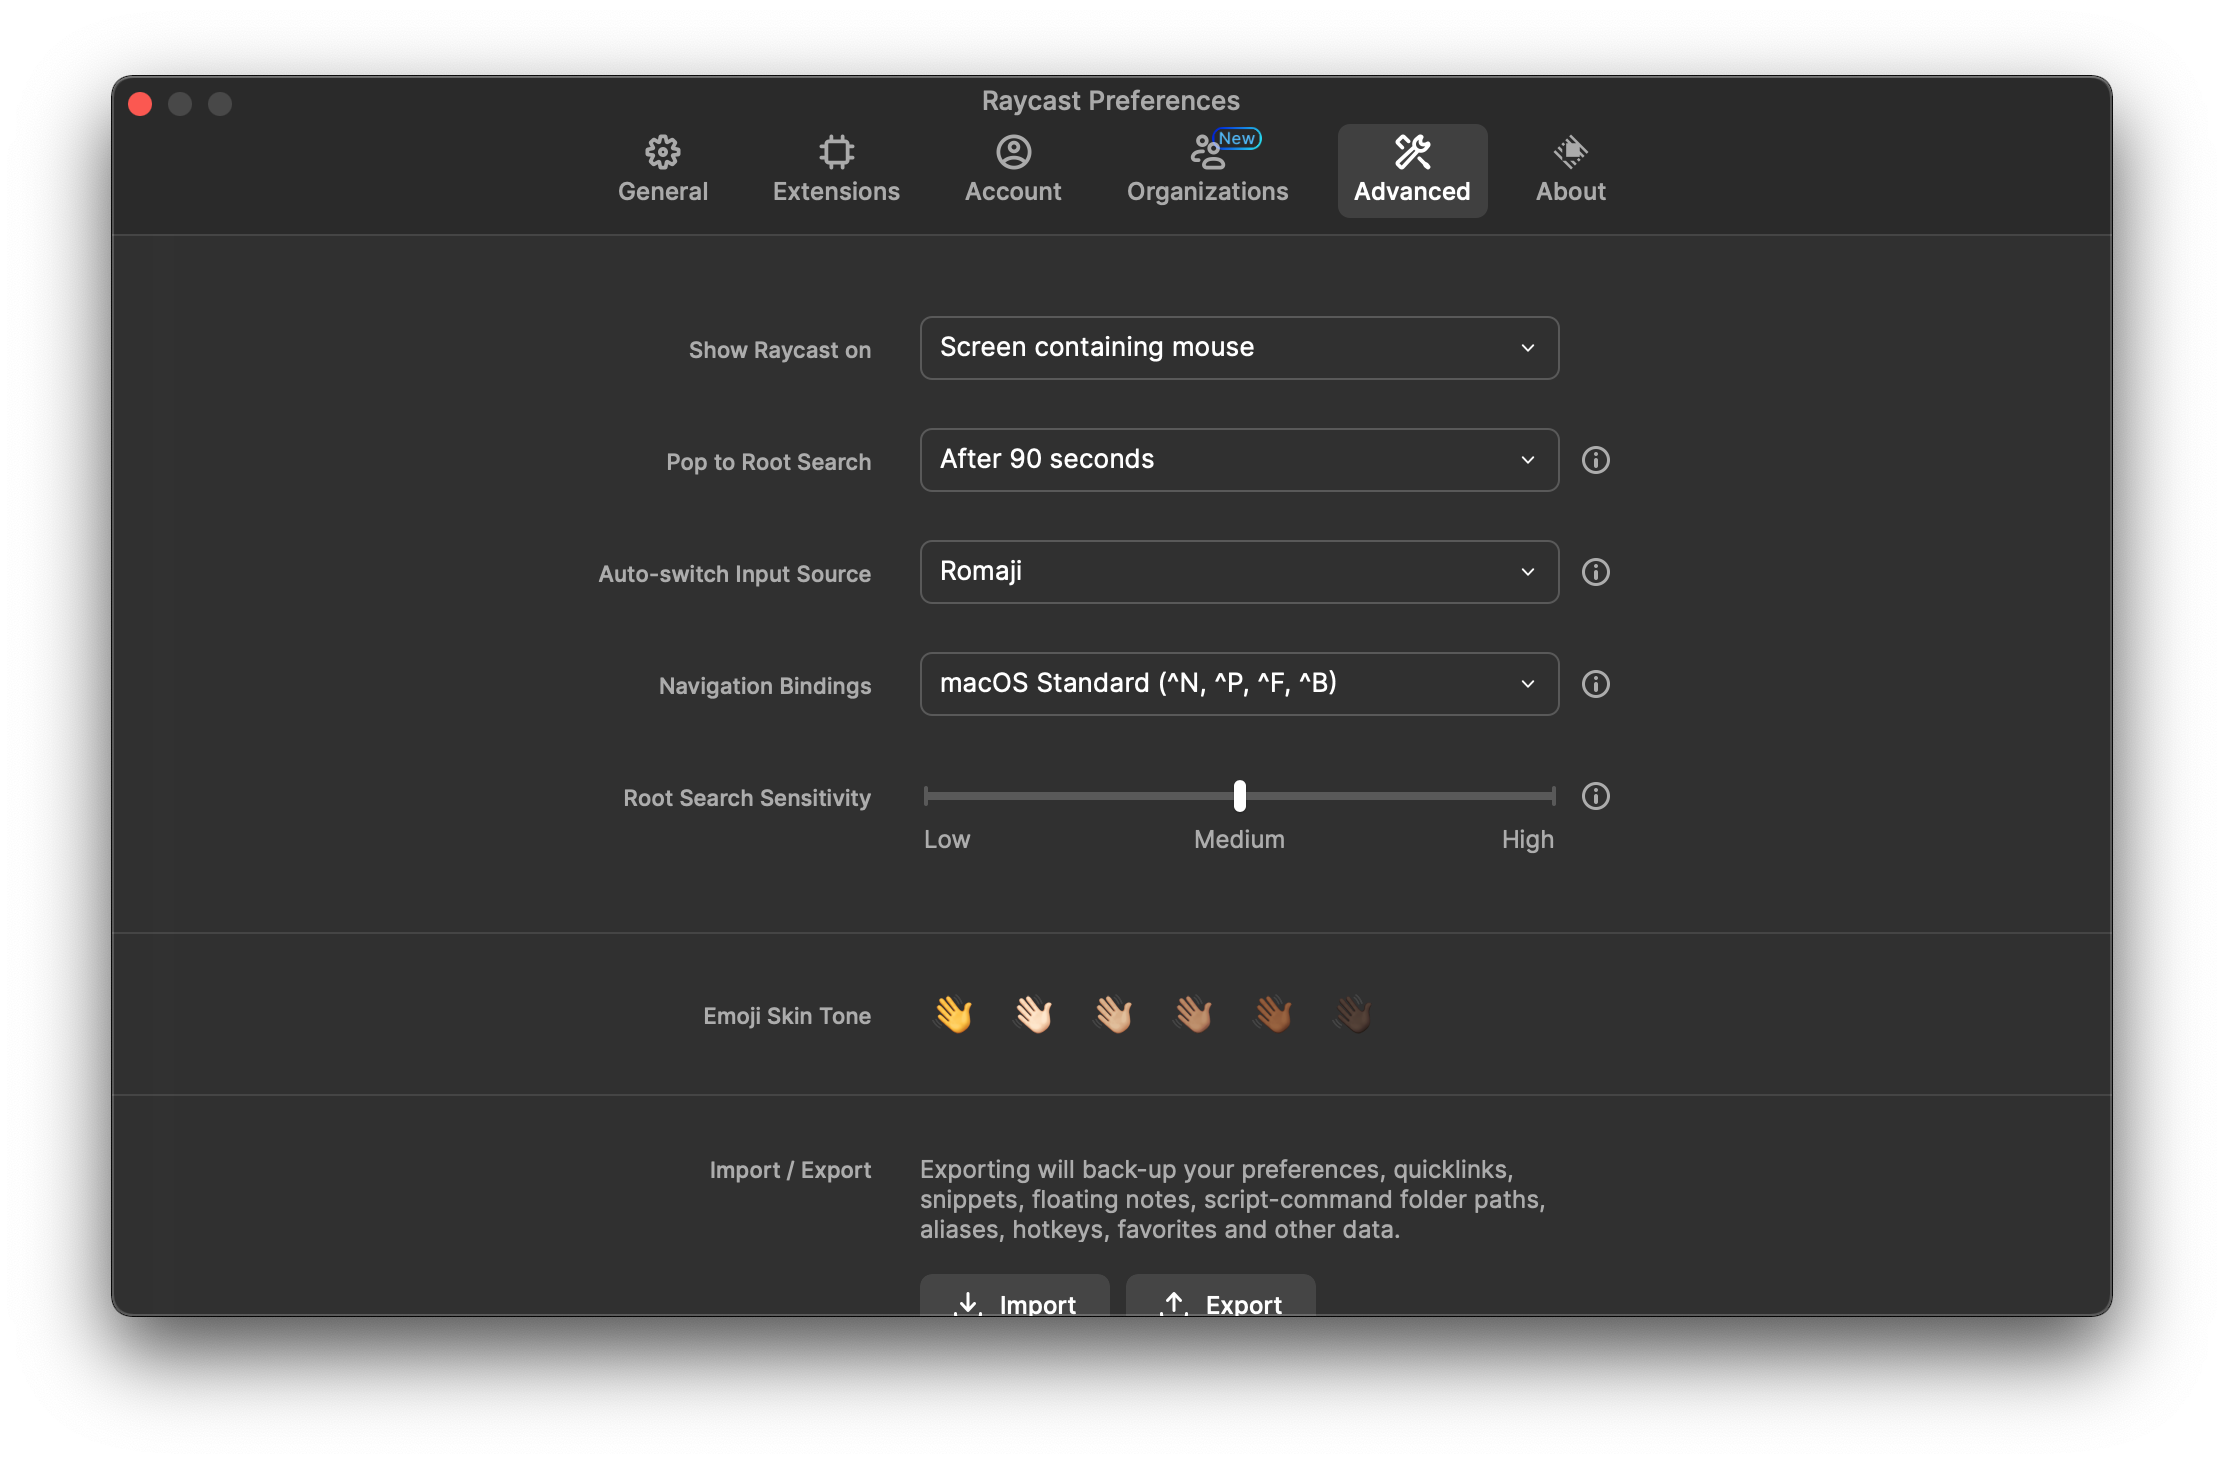 Raycast Preferences
New
General
Extensions
Account
Organizations
Advanced
About
Show Raycast on
Screen containing mouse
Pop to Root Search
After 90 seconds
Auto-switch Input Source
Romaji
Navigation Bindings
macOS Standard (^N, ^P, ^F, ^B)
Root Search Sensitivity
Low
Medium
High
Emoji Skin Tone
Import / Export
Exporting will back-up your preferences, quicklinks,
snippets, floating notes, script-command folder paths,
aliases, hotkeys, favorites and other data.
Import
Export